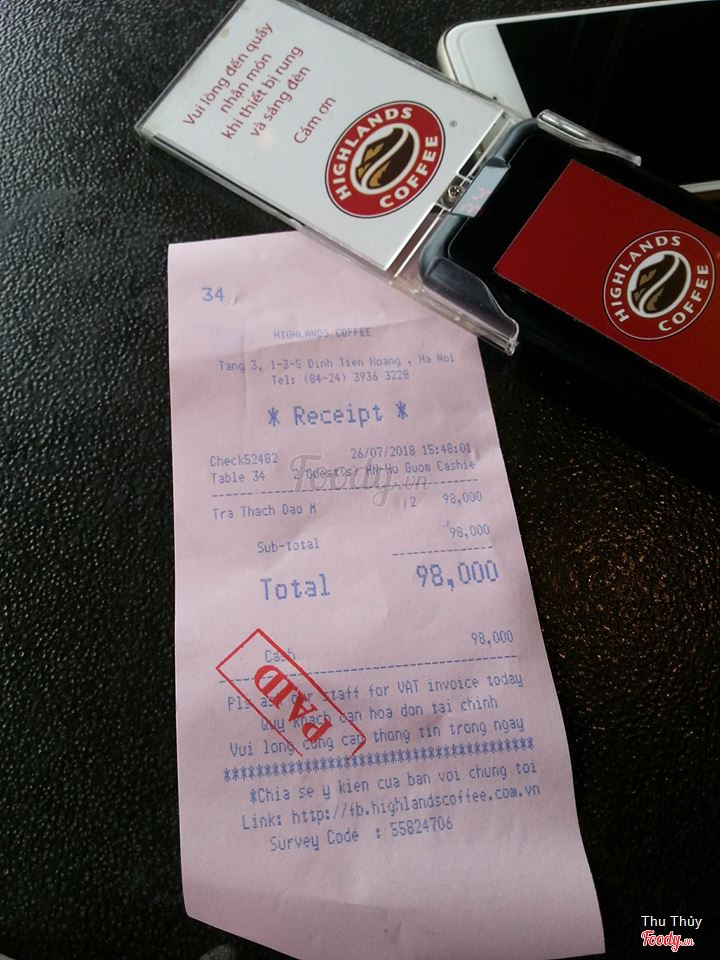 Vui lòng đến quầy
nhận món
khi thiết bị rung
và sáng đèn
Cảm ơn
HIGHLANDS COFFEE
®
HIGHLANDS COFFEE
34
HIGHLANDS COFFEE
Tang 3, 1-3-5 Dinh Tien Hoang , Ha Noi
Tel: (84-24) 3936 3228
* Receipt *
Check52482 26/07/2018 15:48:01
Table 34 2 Guest(s) HN-Ho Guom Cashie
Foody.vn
Tra Thach Dao M 2 98,000
Sub-total 98,000
Total 98,000
Cash 98,000
PAID
Pls ask our staff for VAT invoice today
Quy khach can hoa don tai chinh
Vui long cung cap thong tin trong ngay
**************************************
*Chia se y kien cua ban voi chung toi
Link: http://fb.highlandscoffee.com.vn
Survey Code : 55824706
Thu Thủy
Foody.vn